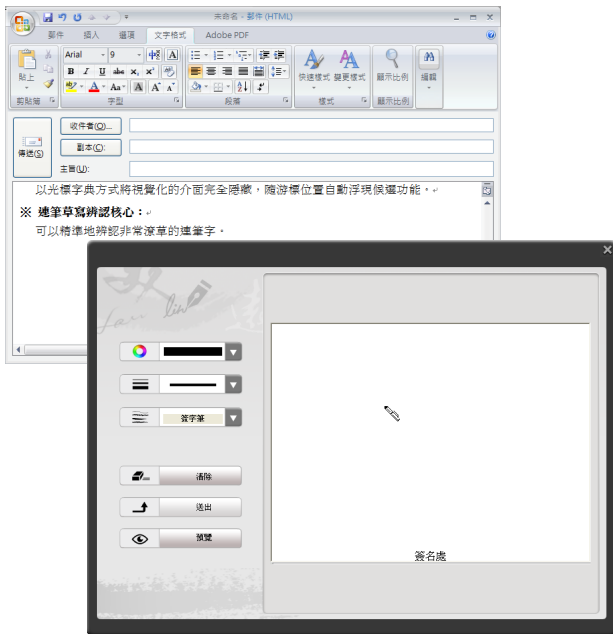 未命名 - 郵件 (HTML)
郵件 插入 選項 文字格式 Adobe PDF
貼上
Arial 9
B I U abc x₂ x²
Aa A A A
快速樣式 變更樣式 顯示比例 編輯
剪貼簿 字型 段落 樣式 顯示比例
傳送(S)
收件者(O)...
副本(C):
主旨(U):
以光標字典方式將視覺化的介面完全隱藏，隨游標位置自動浮現候選功能。
※ 連筆草寫辨認核心：
可以精準地辨認非常潦草的連筆字。
簽字筆
清除
送出
預覽
簽名處